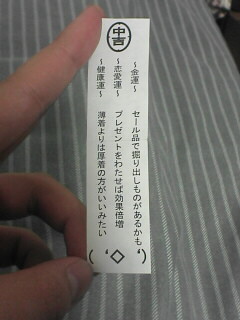 中吉
～金運～ セール品で掘り出しものがあるかも
～恋愛運～ プレゼントをわたせば効果倍増
～健康運～ 薄着よりは厚着の方がいいみたい
( ‘◇‘)